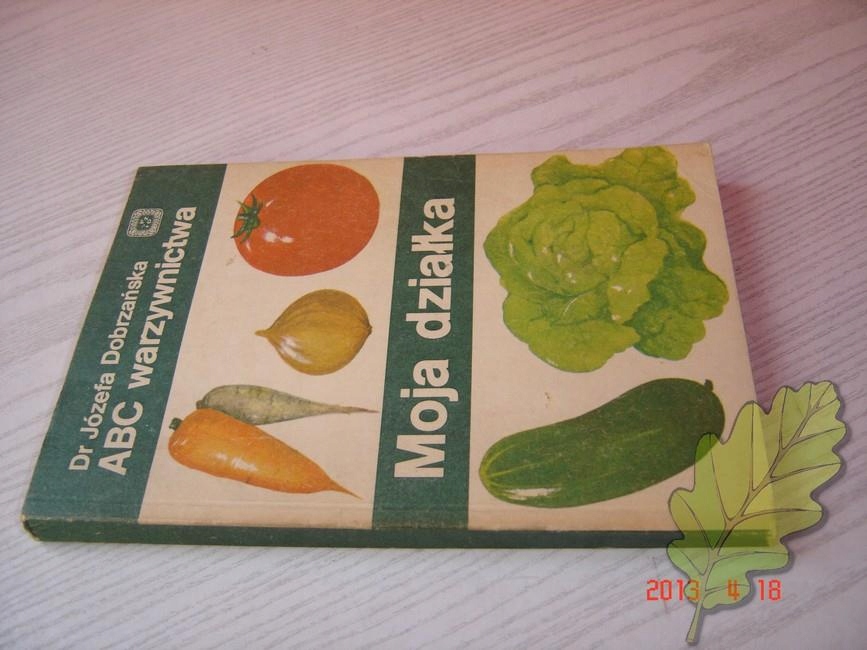 Dr Józefa Dobrzańska
ABC warzywnictwa
Moja działka
2013 4 18